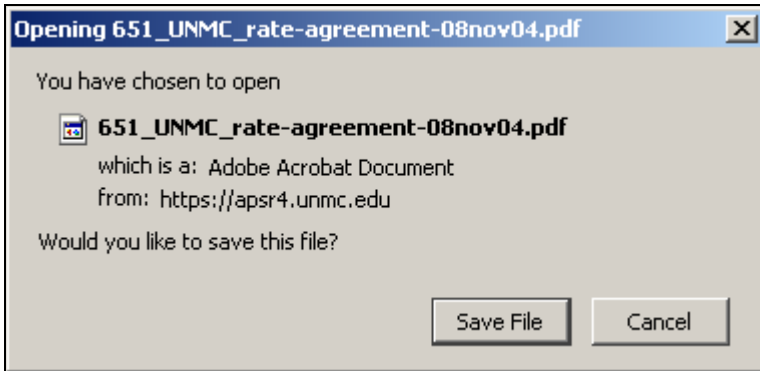 Opening 651_UNMC_rate-agreement-08nov04.pdf
You have chosen to open
651_UNMC_rate-agreement-08nov04.pdf
which is a: Adobe Acrobat Document
from: https://apsr4.unmc.edu
Would you like to save this file?
Save File Cancel